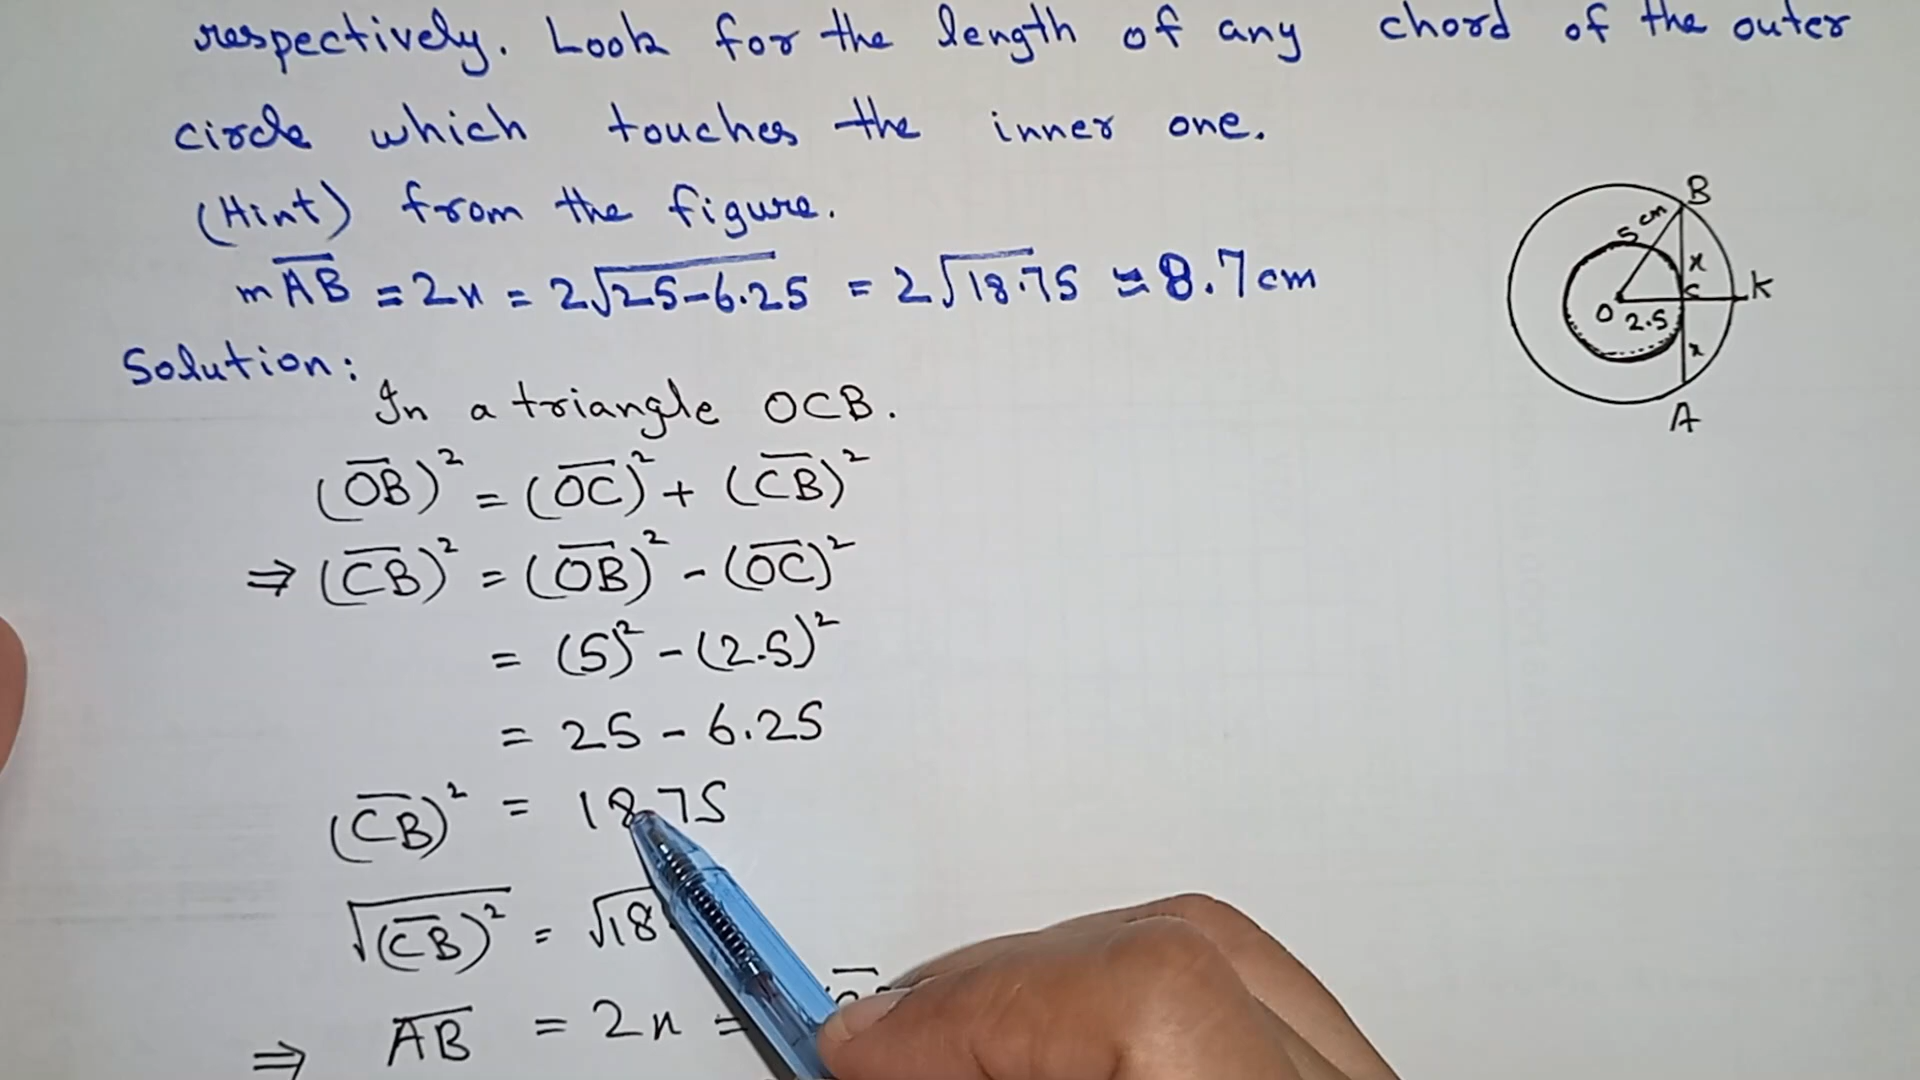 respectively. Look for the length of any chord of the outer
circle which touches the inner one.
(Hint) from the figure.
mAB = 2x = 2√25-6.25 = 2√18.75 ≃ 8.7cm
Solution:
In a triangle OCB.
(OB)² = (OC)² + (CB)²
⇒ (CB)² = (OB)² - (OC)²
= (5)² - (2.5)²
= 25 - 6.25
(CB)² = 18.75
√(CB)² = √18
⇒ AB = 2x =
B
5 cm
x
C
K
O
2.5
x
A